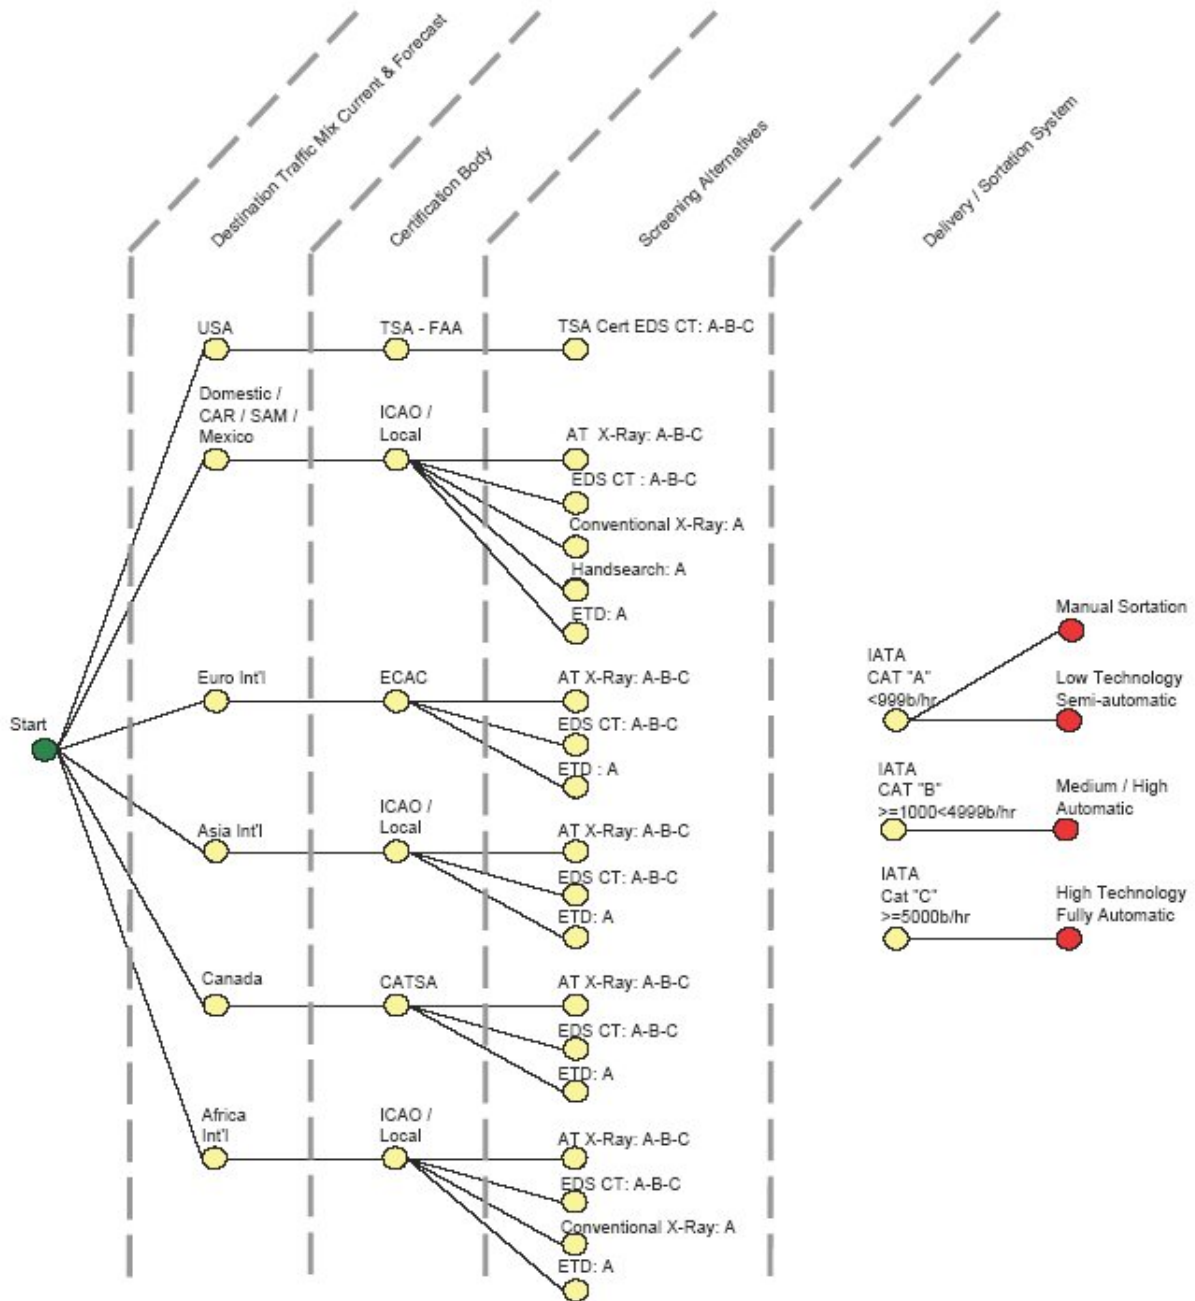 Destination Traffic Mix Current & Forecast
Certification Body
Screening Alternatives
Delivery / Sortation System
Start
USA
TSA - FAA
TSA Cert EDS CT: A-B-C
Domestic /
CAR / SAM /
Mexico
ICAO /
Local
AT X-Ray: A-B-C
EDS CT : A-B-C
Conventional X-Ray: A
Handsearch: A
ETD: A
Euro Int'l
ECAC
AT X-Ray: A-B-C
EDS CT: A-B-C
ETD : A
Asia Int'l
ICAO /
Local
AT X-Ray: A-B-C
EDS CT: A-B-C
ETD: A
Canada
CATSA
AT X-Ray: A-B-C
EDS CT: A-B-C
ETD: A
Africa
Int'l
ICAO /
Local
AT X-Ray: A-B-C
EDS CT: A-B-C
Conventional X-Ray: A
ETD: A
IATA
CAT "A"
<999b/hr
Manual Sortation
Low Technology
Semi-automatic
IATA
CAT "B"
>=1000<4999b/hr
Medium / High
Automatic
IATA
Cat "C"
>=5000b/hr
High Technology
Fully Automatic